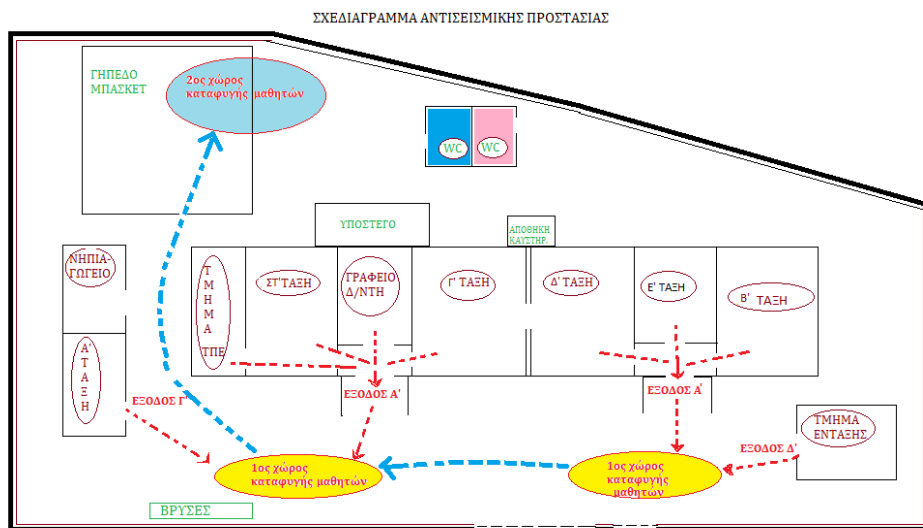 ΣΧΕΔΙΑΓΡΑΜΜΑ ΑΝΤΙΣΕΙΣΜΙΚΗΣ ΠΡΟΣΤΑΣΙΑΣ
ΓΗΠΕΔΟ
ΜΠΑΣΚΕΤ
2ος χώρος
καταφυγής μαθητών
WC
WC
ΥΠΟΣΤΕΓΟ
ΑΠΟΘΗΚΗ
ΚΑΥΣΤΗΡ.
ΝΗΠΙΑ-
ΓΩΓΕΙΟ
Τ
Μ
Η
Μ
Α
ΤΠΕ
ΣΤ'ΤΑΞΗ
ΓΡΑΦΕΙΟ
Δ/ΝΤΗ
Γ' ΤΑΞΗ
Δ' ΤΑΞΗ
Ε' ΤΑΞΗ
Β' ΤΑΞΗ
Α'
Τ
Α
Ξ
Η
ΕΞΟΔΟΣ Γ'
ΕΞΟΔΟΣ Α'
ΕΞΟΔΟΣ Α'
ΤΜΗΜΑ
ΕΝΤΑΞΗΣ
ΕΞΟΔΟΣ Δ'
1ος χώρος
καταφυγής μαθητών
1ος χώρος
καταφυγής
μαθητών
ΒΡΥΣΕΣ